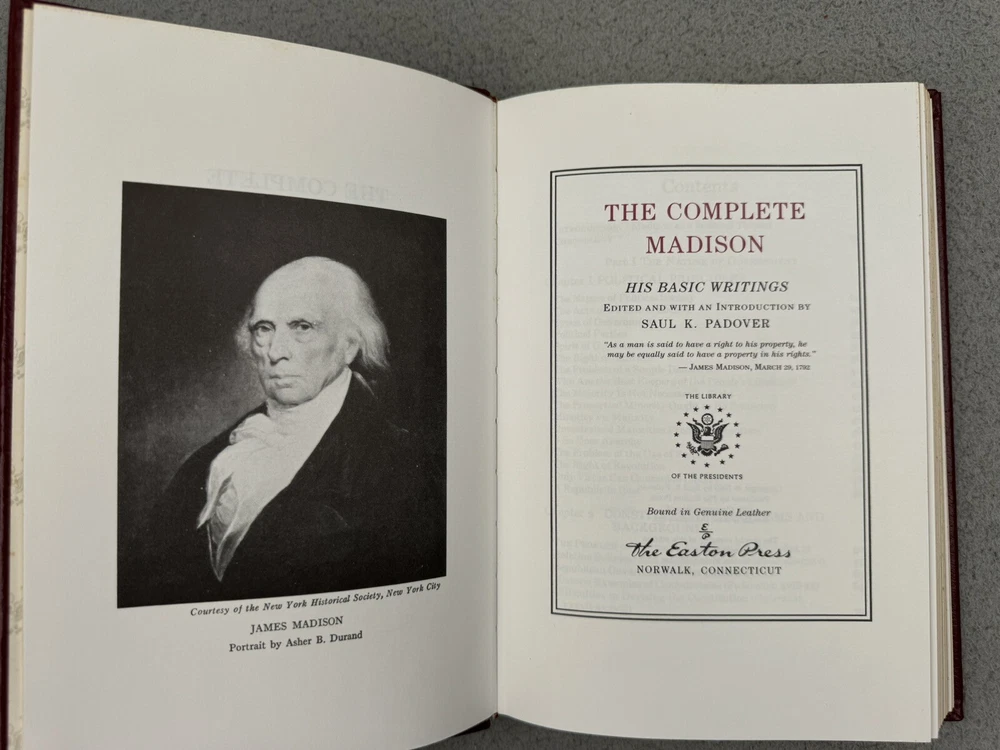 Courtesy of the New York Historical Society, New York City
JAMES MADISON
Portrait by Asher B. Durand
THE COMPLETE
MADISON
HIS BASIC WRITINGS
EDITED AND WITH AN INTRODUCTION BY
SAUL K. PADOVER
"As a man is said to have a right to his property, he
may be equally said to have a property in his rights."
— JAMES MADISON, MARCH 29, 1792
THE LIBRARY
OF THE PRESIDENTS
Bound in Genuine Leather
E/P
The Easton Press
NORWALK, CONNECTICUT